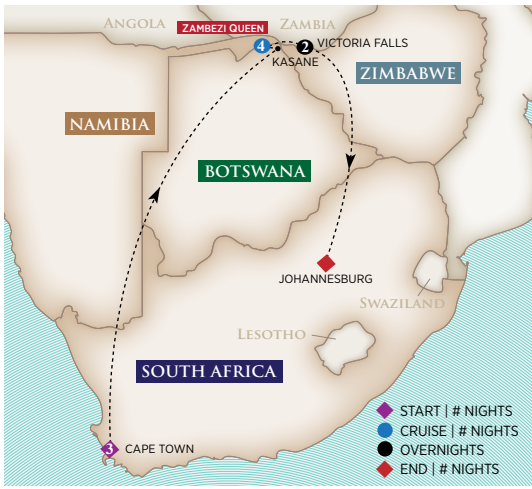 ANGOLA
ZAMBEZI QUEEN
ZAMBIA
4
2
VICTORIA FALLS
KASANE
ZIMBABWE
NAMIBIA
BOTSWANA
JOHANNESBURG
SWAZILAND
LESOTHO
SOUTH AFRICA
3
CAPE TOWN
START | # NIGHTS
CRUISE | # NIGHTS
OVERNIGHTS
END | # NIGHTS